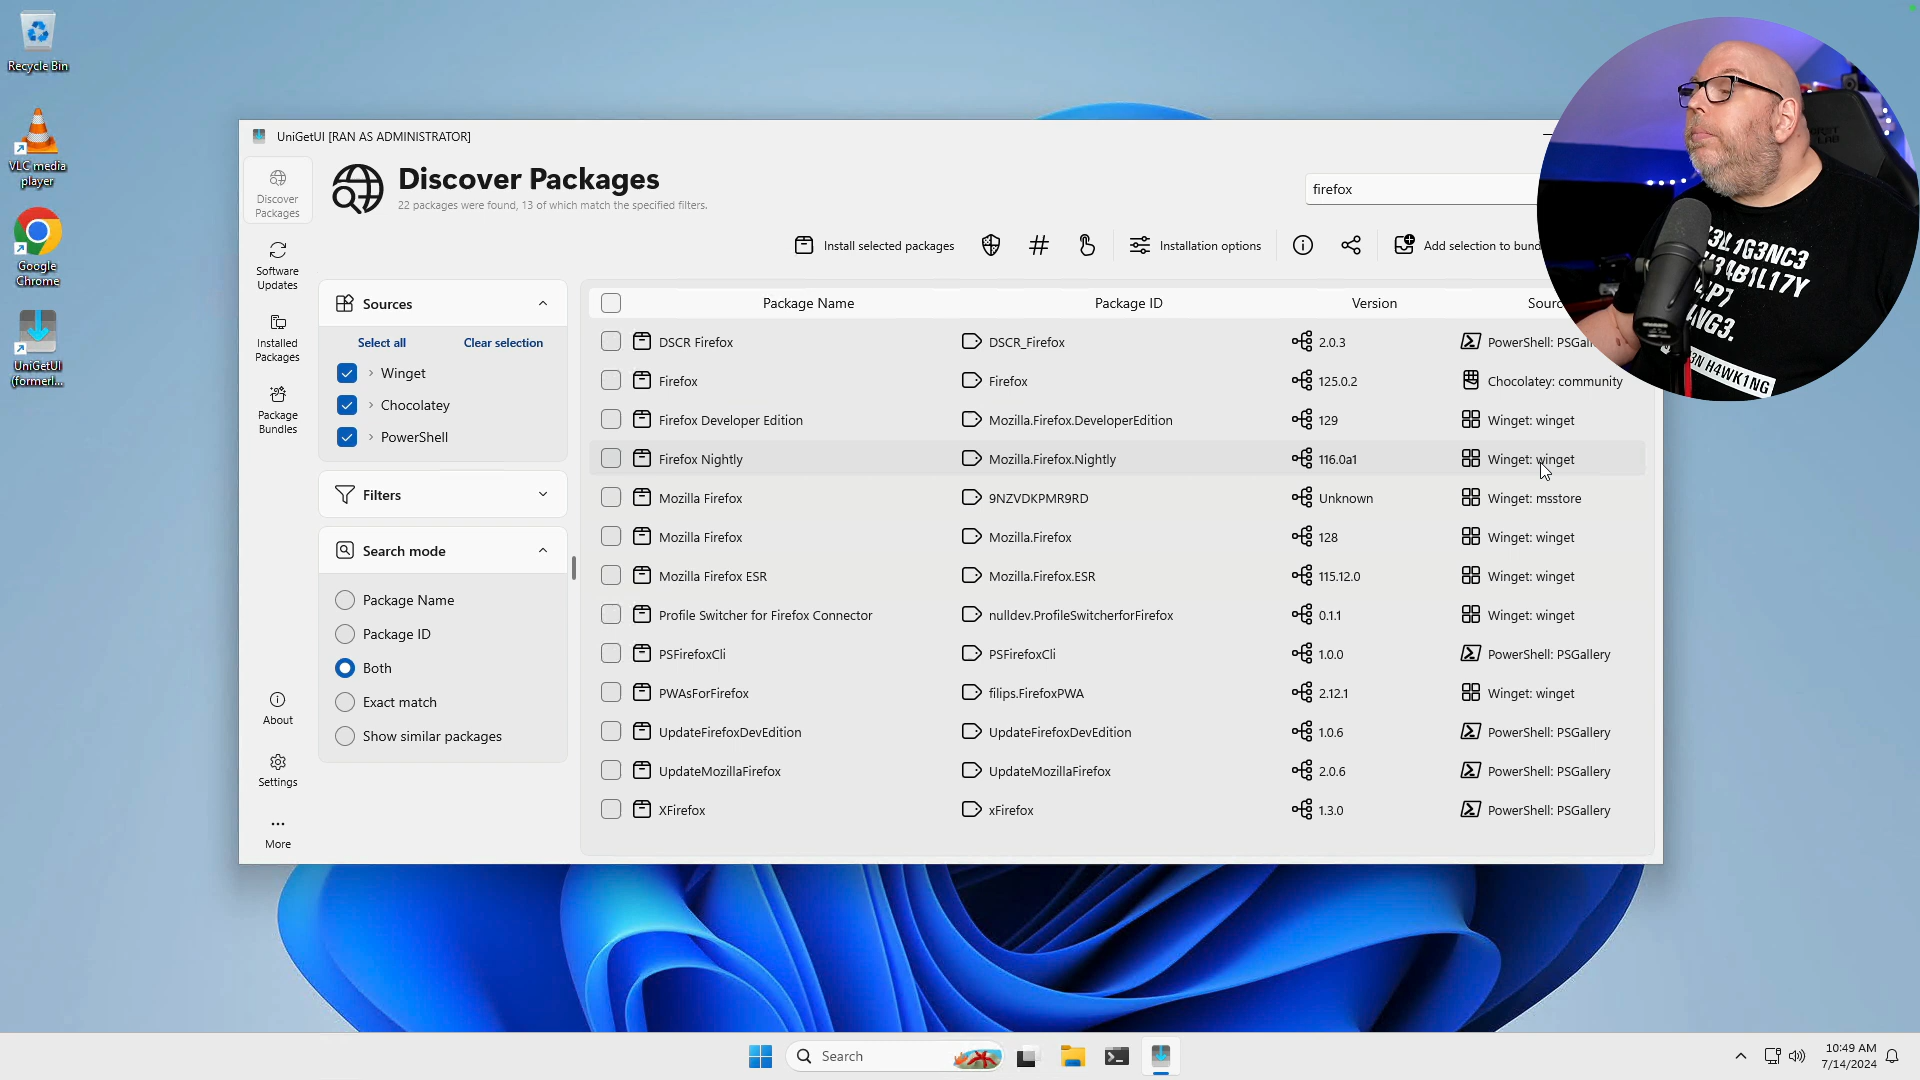 Recycle Bin
VLC media
player
Google
Chrome
UniGetUI
(formerl...
UniGetUI [RAN AS ADMINISTRATOR]
Discover
Packages
Software
Updates
Installed
Packages
Package
Bundles
About
Settings
More
Discover Packages
22 packages were found, 13 of which match the specified filters.
firefox
Install selected packages
Installation options
Add selection to bund
Sources
Select all Clear selection
Winget
Chocolatey
PowerShell
Filters
Search mode
Package Name
Package ID
Both
Exact match
Show similar packages
Package Name Package ID Version Sourc
DSCR Firefox DSCR_Firefox 2.0.3 PowerShell: PSGall
Firefox Firefox 125.0.2 Chocolatey: community
Firefox Developer Edition Mozilla.Firefox.DeveloperEdition 129 Winget: winget
Firefox Nightly Mozilla.Firefox.Nightly 116.0a1 Winget: winget
Mozilla Firefox 9NZVDKPMR9RD Unknown Winget: msstore
Mozilla Firefox Mozilla.Firefox 128 Winget: winget
Mozilla Firefox ESR Mozilla.Firefox.ESR 115.12.0 Winget: winget
Profile Switcher for Firefox Connector nulldev.ProfileSwitcherforFirefox 0.1.1 Winget: winget
PSFirefoxCli PSFirefoxCli 1.0.0 PowerShell: PSGallery
PWAsForFirefox filips.FirefoxPWA 2.12.1 Winget: winget
UpdateFirefoxDevEdition UpdateFirefoxDevEdition 1.0.6 PowerShell: PSGallery
UpdateMozillaFirefox UpdateMozillaFirefox 2.0.6 PowerShell: PSGallery
XFirefox xFirefox 1.3.0 PowerShell: PSGallery
H4WK1NG
Search
10:49 AM
7/14/2024